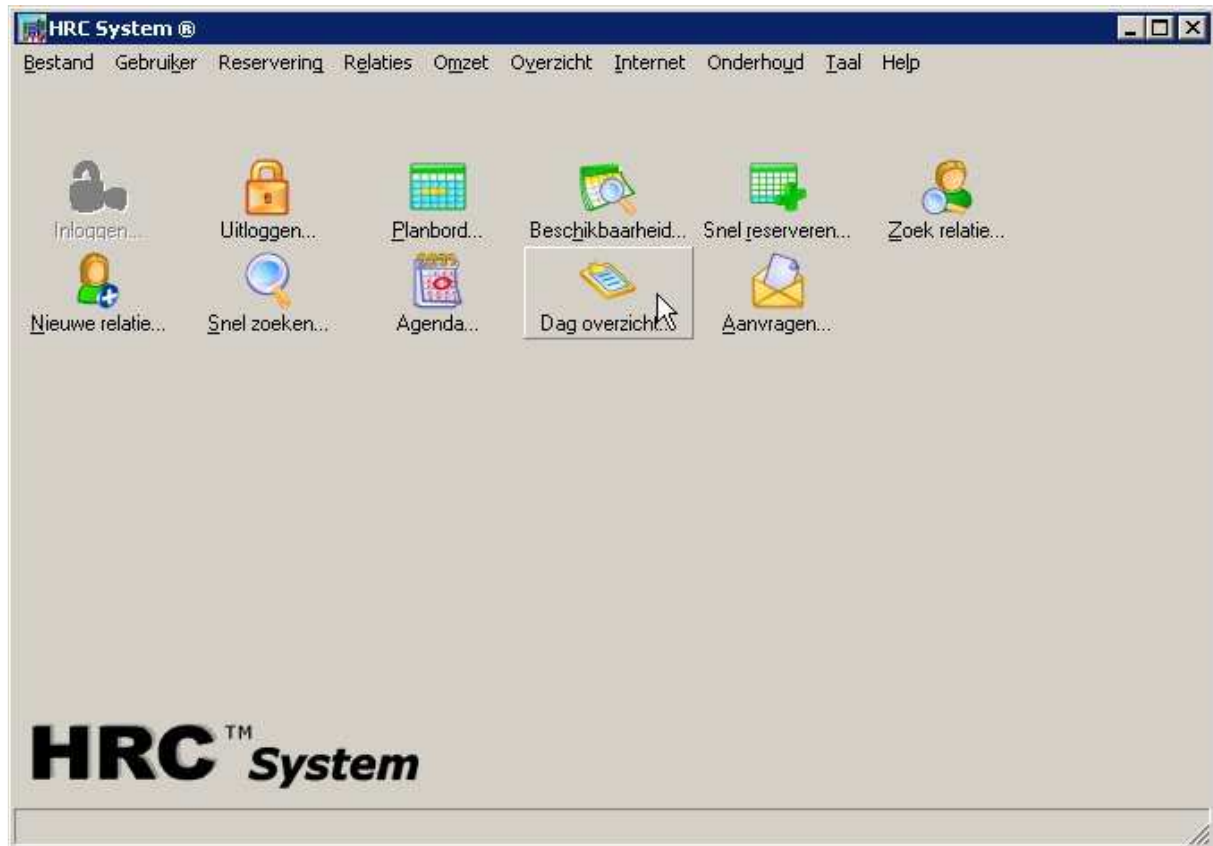 HRC System ®
Bestand Gebruiker Reservering Relaties Omzet Overzicht Internet Onderhoud Taal Help
Inloggen... Uitloggen... Planbord... Beschikbaarheid... Snel reserveren... Zoek relatie...
Nieuwe relatie... Snel zoeken... Agenda... Dag overzicht... Aanvragen...
HRC™ System